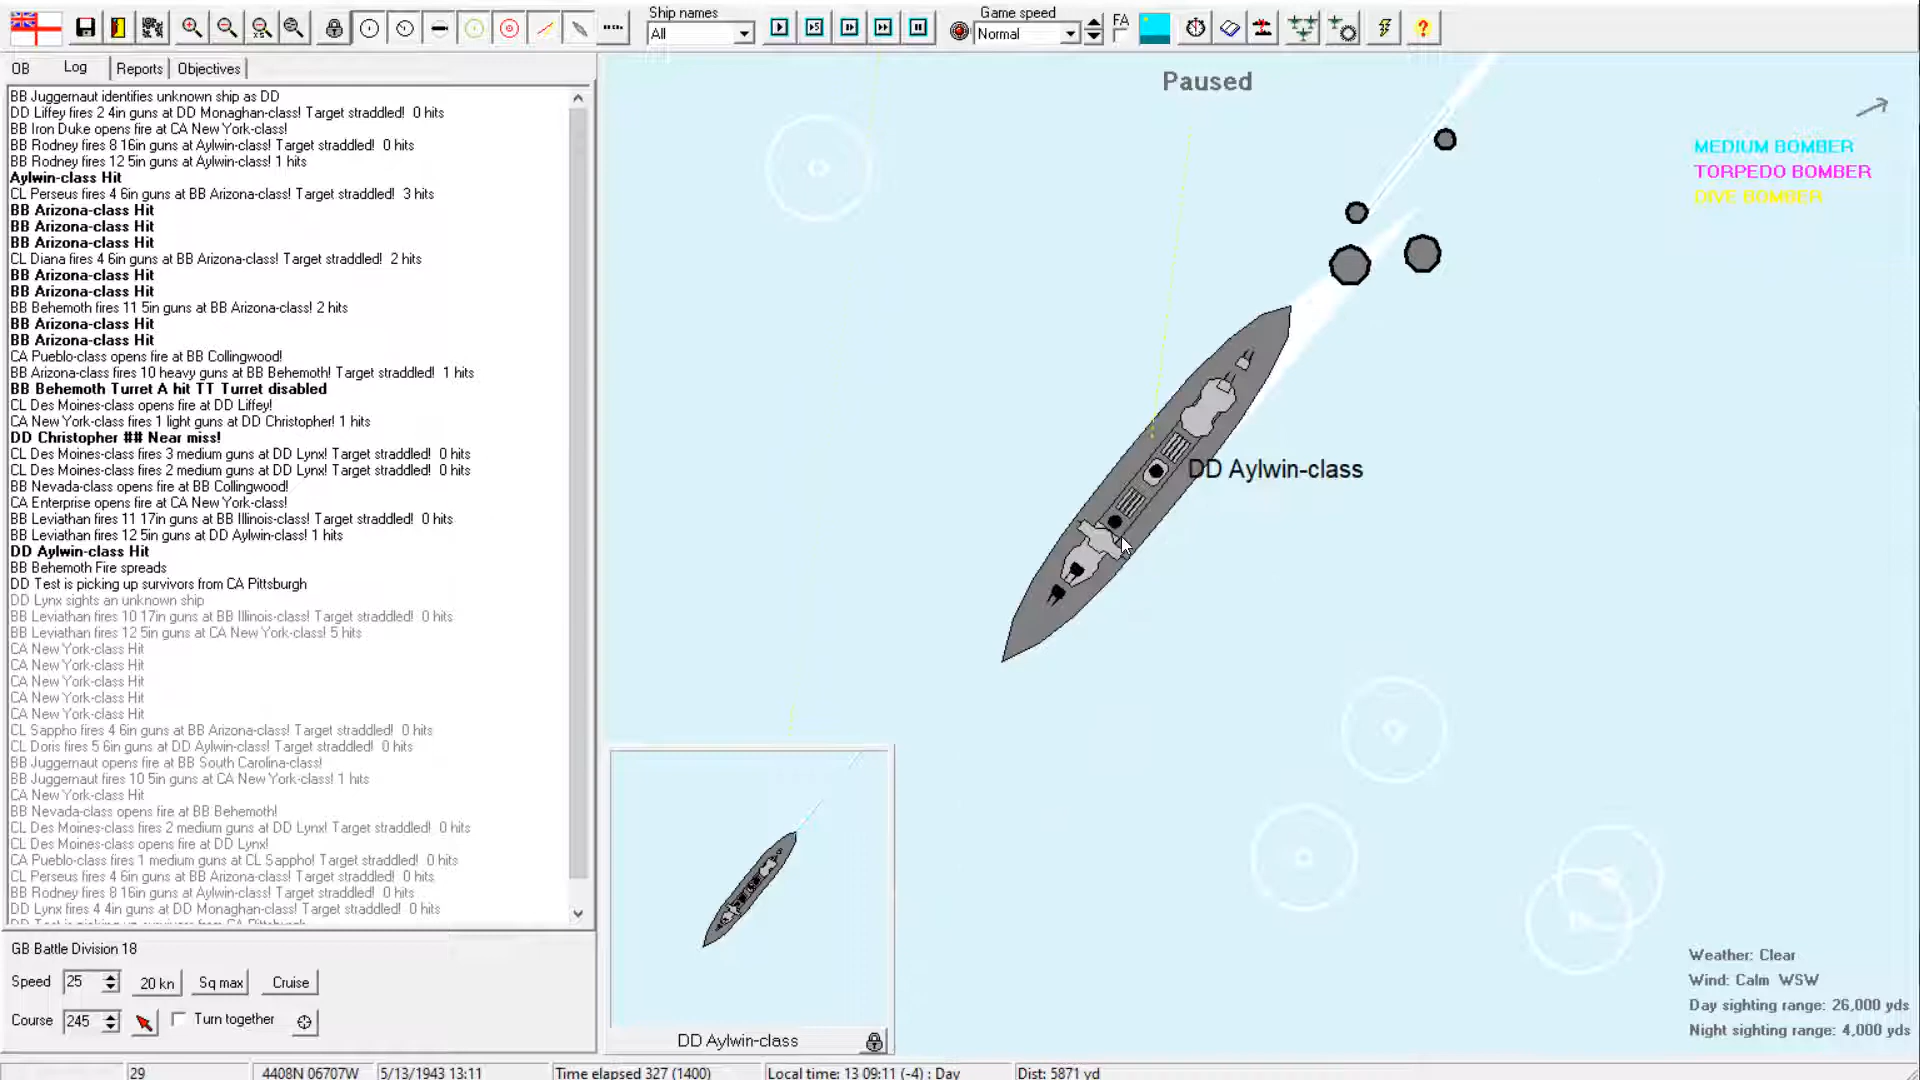 Ship names
All
Game speed
Normal
FA
OB
Log
Reports
Objectives
BB Juggernaut identifies unknown ship as DD
DD Liffey fires 2 4in guns at DD Monaghan-class! Target straddled!  0 hits
BB Iron Duke opens fire at CA New York-class!
BB Rodney fires 8 16in guns at Aylwin-class! Target straddled!  0 hits
BB Rodney fires 12 5in guns at Aylwin-class! 1 hits
Aylwin-class Hit
CL Perseus fires 4 6in guns at BB Arizona-class! Target straddled!  3 hits
BB Arizona-class Hit
BB Arizona-class Hit
BB Arizona-class Hit
CL Diana fires 4 6in guns at BB Arizona-class! Target straddled!  2 hits
BB Arizona-class Hit
BB Arizona-class Hit
BB Behemoth fires 11 5in guns at BB Arizona-class! 2 hits
BB Arizona-class Hit
BB Arizona-class Hit
CA Pueblo-class opens fire at BB Collingwood!
BB Arizona-class fires 10 heavy guns at BB Behemoth! Target straddled!  1 hits
BB Behemoth Turret A hit TT Turret disabled
CL Des Moines-class opens fire at DD Liffey!
CA New York-class fires 1 light guns at DD Christopher! 1 hits
DD Christopher ## Near miss!
CL Des Moines-class fires 3 medium guns at DD Lynx! Target straddled!  0 hits
CL Des Moines-class fires 2 medium guns at DD Lynx! Target straddled!  0 hits
BB Nevada-class opens fire at BB Collingwood!
CA Enterprise opens fire at CA New York-class!
BB Leviathan fires 11 17in guns at BB Illinois-class! Target straddled!  0 hits
BB Leviathan fires 12 5in guns at DD Aylwin-class! 1 hits
DD Aylwin-class Hit
BB Behemoth Fire spreads
DD Test is picking up survivors from CA Pittsburgh
DD Lynx sights an unknown ship
BB Leviathan fires 10 17in guns at BB Illinois-class! Target straddled!  0 hits
BB Leviathan fires 12 5in guns at CA New York-class! 5 hits
CA New York-class Hit
CA New York-class Hit
CA New York-class Hit
CA New York-class Hit
CA New York-class Hit
CL Sappho fires 4 6in guns at BB Arizona-class! Target straddled!  0 hits
CL Doris fires 5 6in guns at DD Aylwin-class! Target straddled!  0 hits
BB Juggernaut opens fire at BB South Carolina-class!
BB Juggernaut fires 10 5in guns at CA New York-class! 1 hits
CA New York-class Hit
BB Nevada-class opens fire at BB Behemoth!
CL Des Moines-class fires 2 medium guns at DD Lynx! Target straddled!  0 hits
CL Des Moines-class opens fire at DD Lynx!
CA Pueblo-class fires 1 medium guns at CL Sappho! Target straddled!  0 hits
CL Perseus fires 4 6in guns at BB Arizona-class! Target straddled!  0 hits
BB Rodney fires 8 16in guns at Aylwin-class! Target straddled!  0 hits
DD Lynx fires 4 4in guns at DD Monaghan-class! Target straddled!  0 hits
DD Test is picking up survivors from CA Pittsburgh
GB Battle Division 18
Speed 25 20 kn Sq max Cruise
Course 245 Turn together
Paused
MEDIUM BOMBER
TORPEDO BOMBER
DIVE BOMBER
DD Aylwin-class
DD Aylwin-class
Weather: Clear
Wind: Calm  WSW
Day sighting range: 26,000 yds
Night sighting range: 4,000 yds
29
4408N 06707W
5/13/1943 13:11
Time elapsed 327 (1400)
Local time: 13 09:11 (-4) : Day
Dist: 5871 yd